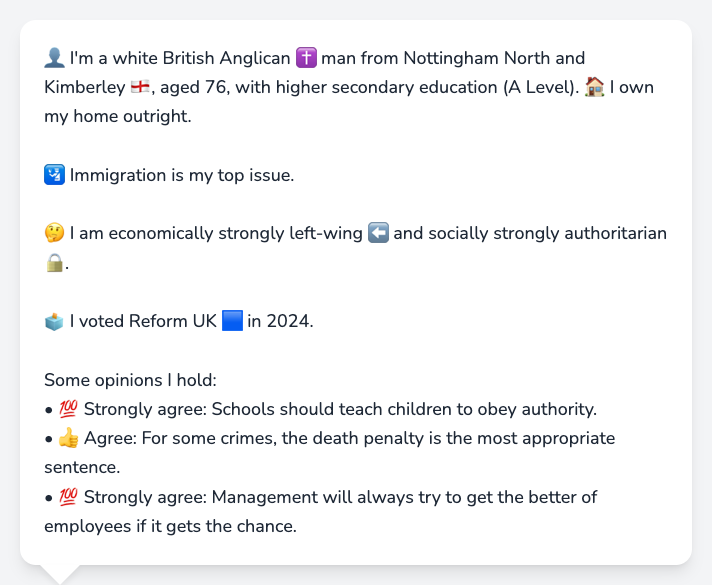 👤 I'm a white British Anglican ✝️ man from Nottingham North and
Kimberley 🏴󠁧󠁢󠁥󠁮󠁧󠁿, aged 76, with higher secondary education (A Level). 🏠 I own
my home outright.
🛂 Immigration is my top issue.
🤔 I am economically strongly left-wing ⬅️ and socially strongly authoritarian
🔒.
🗳️ I voted Reform UK 🟦 in 2024.
Some opinions I hold:
• 💯 Strongly agree: Schools should teach children to obey authority.
• 👍 Agree: For some crimes, the death penalty is the most appropriate
sentence.
• 💯 Strongly agree: Management will always try to get the better of
employees if it gets the chance.